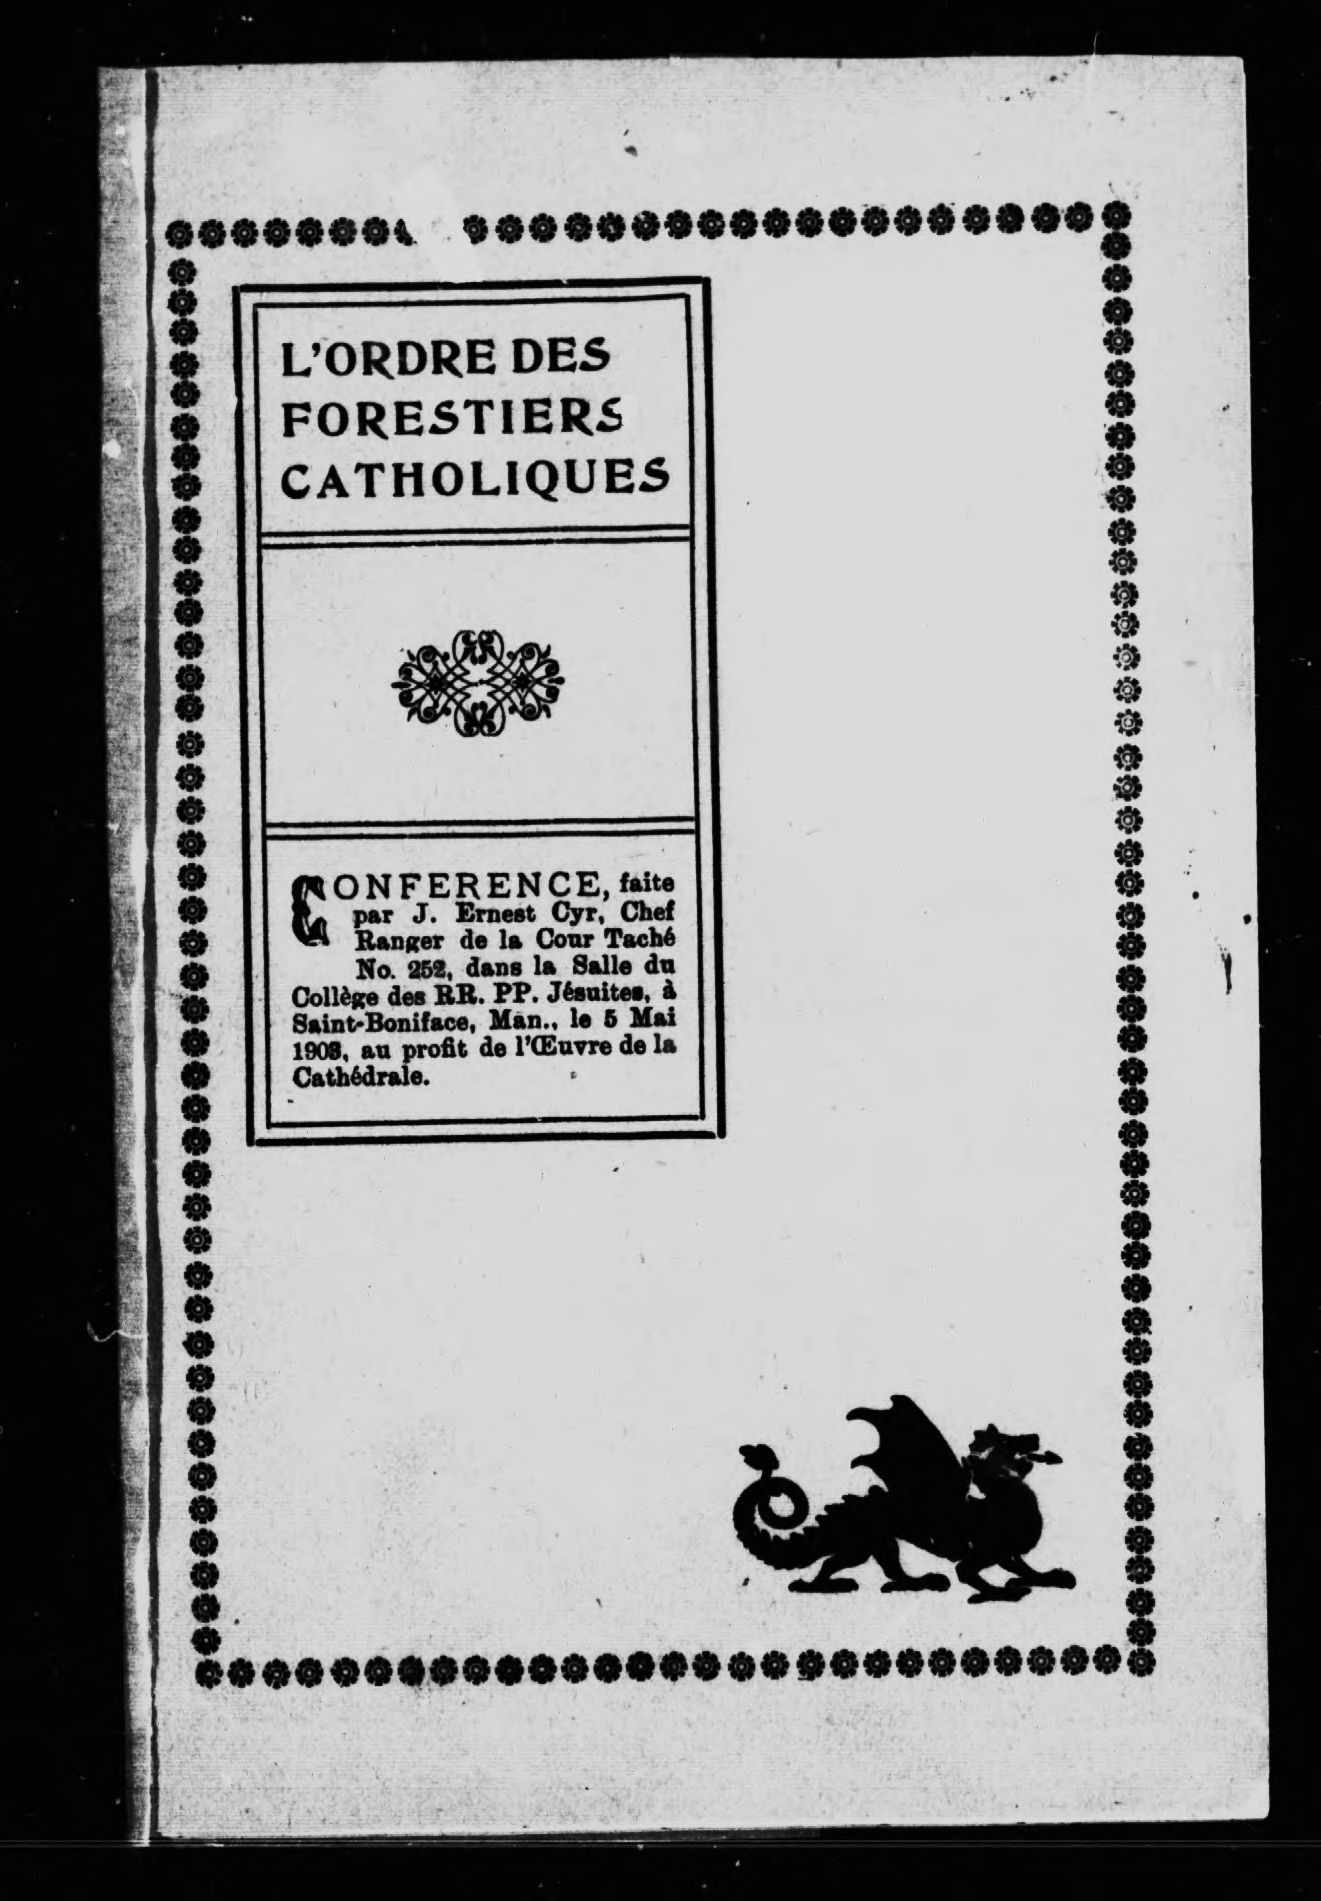 L'ORDRE DES
FORESTIERS
CATHOLIQUES
CONFERENCE, faite
par J. Ernest Cyr, Chef
Ranger de la Cour Taché
No. 252, dans la Salle du
Collège des RR. PP. Jésuites, à
Saint-Boniface, Man., le 5 Mai
1903, au profit de l'Œuvre de la
Cathédrale.